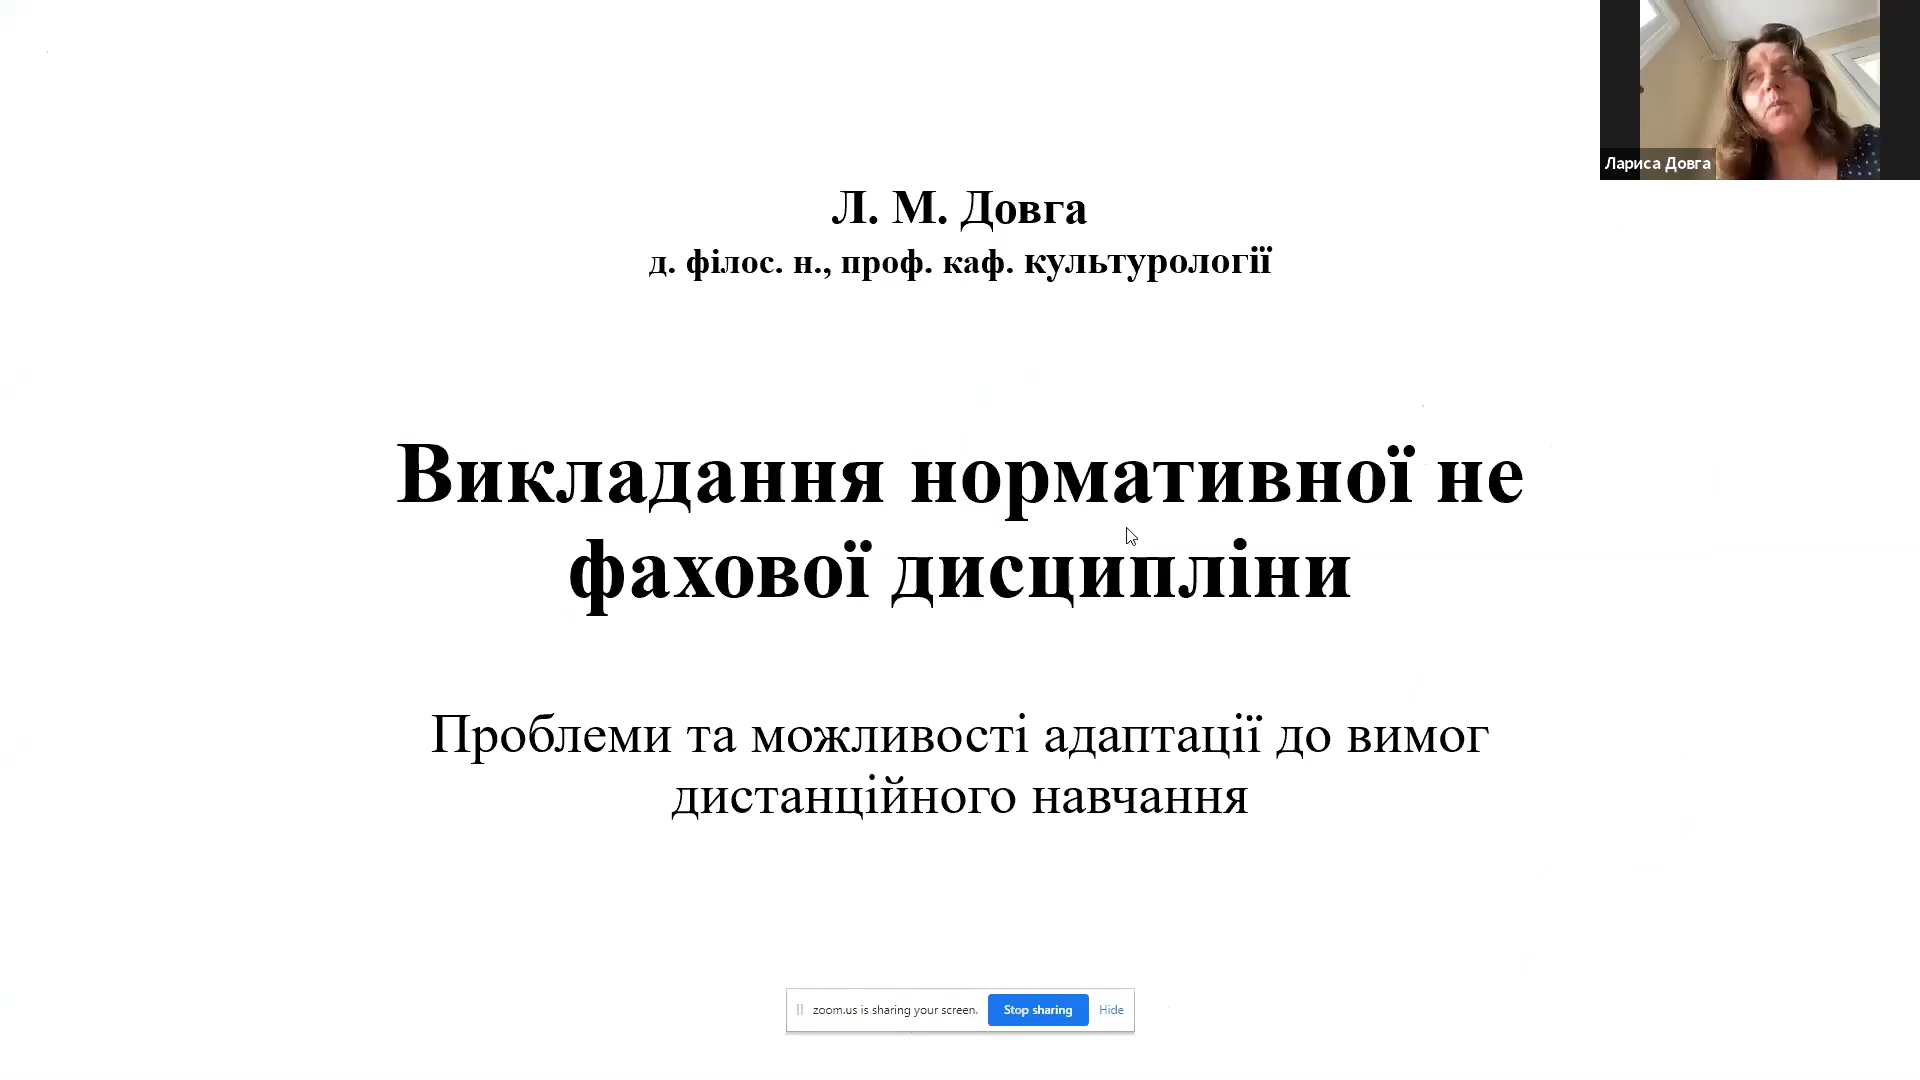 Лариса Довга
Л. М. Довга
д. філос. н., проф. каф. культурології
Викладання нормативної не
фахової дисципліни
Проблеми та можливості адаптації до вимог
дистанційного навчання
zoom.us is sharing your screen.
Stop sharing
Hide